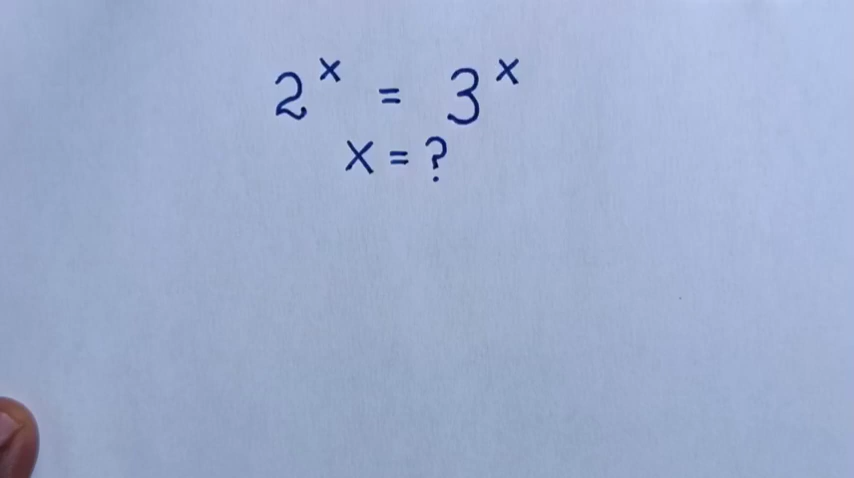 2^x = 3^x
x = ?